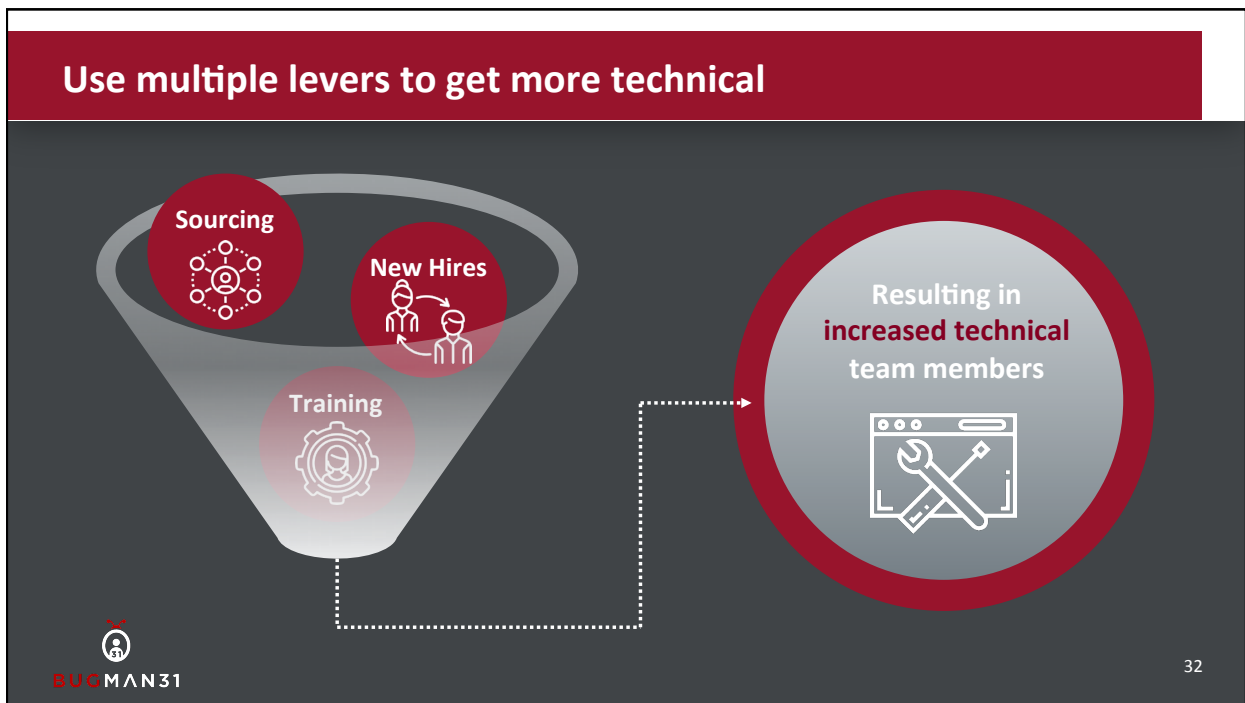 Use multiple levers to get more technical
Sourcing
New Hires
Training
Resulting in
increased technical
team members
31
BUGMAN31
32